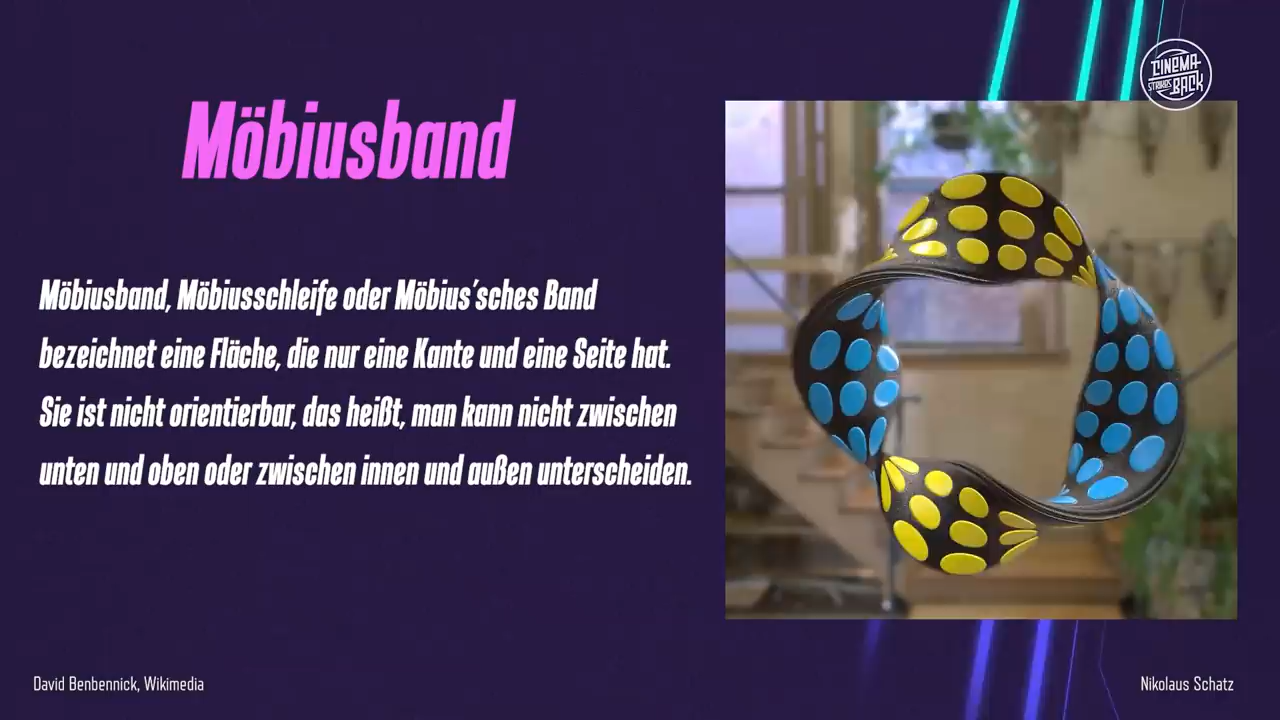 CINEMA
STRIKES
BACK
Möbiusband
Möbiusband, Möbiusschleife oder Möbius'sches Band
bezeichnet eine Fläche, die nur eine Kante und eine Seite hat.
Sie ist nicht orientierbar, das heißt, man kann nicht zwischen
unten und oben oder zwischen innen und außen unterscheiden.
David Benbennick, Wikimedia
Nikolaus Schatz